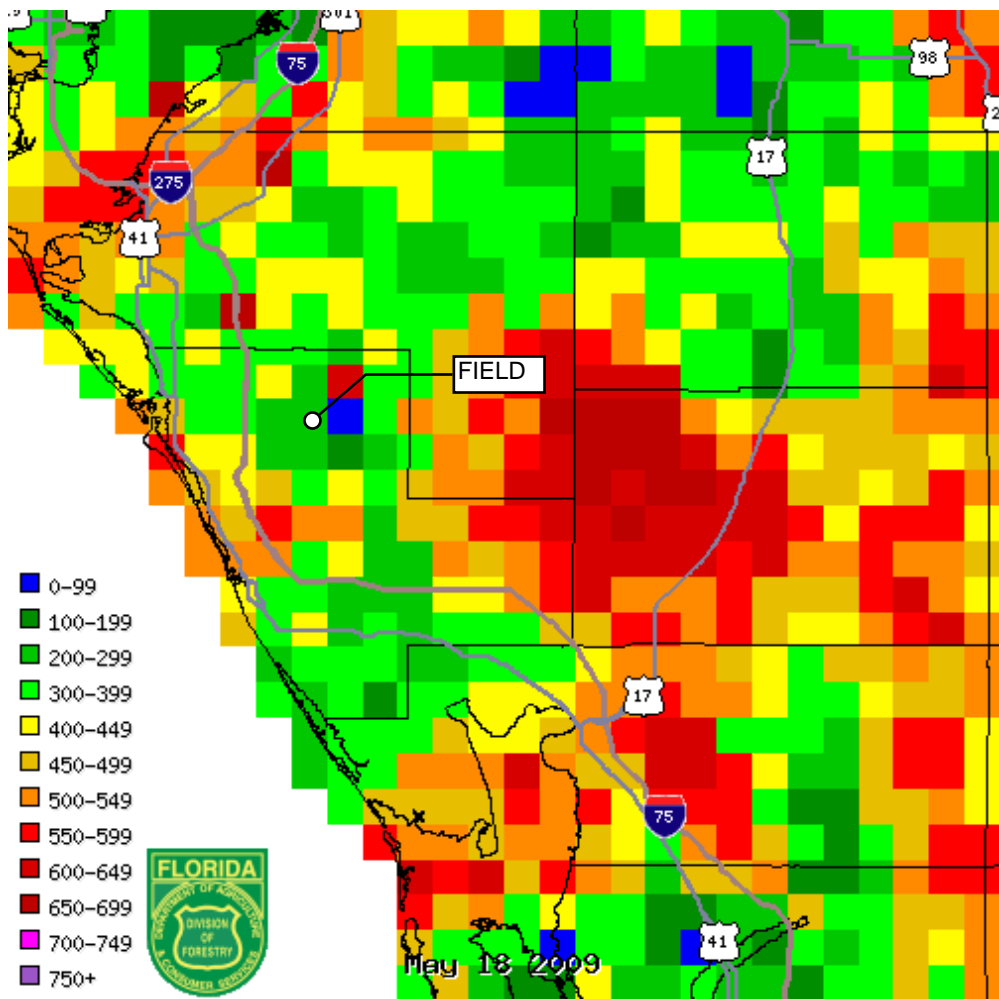 301
75
98
2
17
275
41
FIELD
0-99
100-199
200-299
300-399
400-449
450-499
500-549
550-599
600-649
650-699
700-749
750+
17
75
41
FLORIDA
DEPARTMENT OF AGRICULTURE
DIVISION
OF
FORESTRY
& CONSUMER SERVICES
May 18 2009